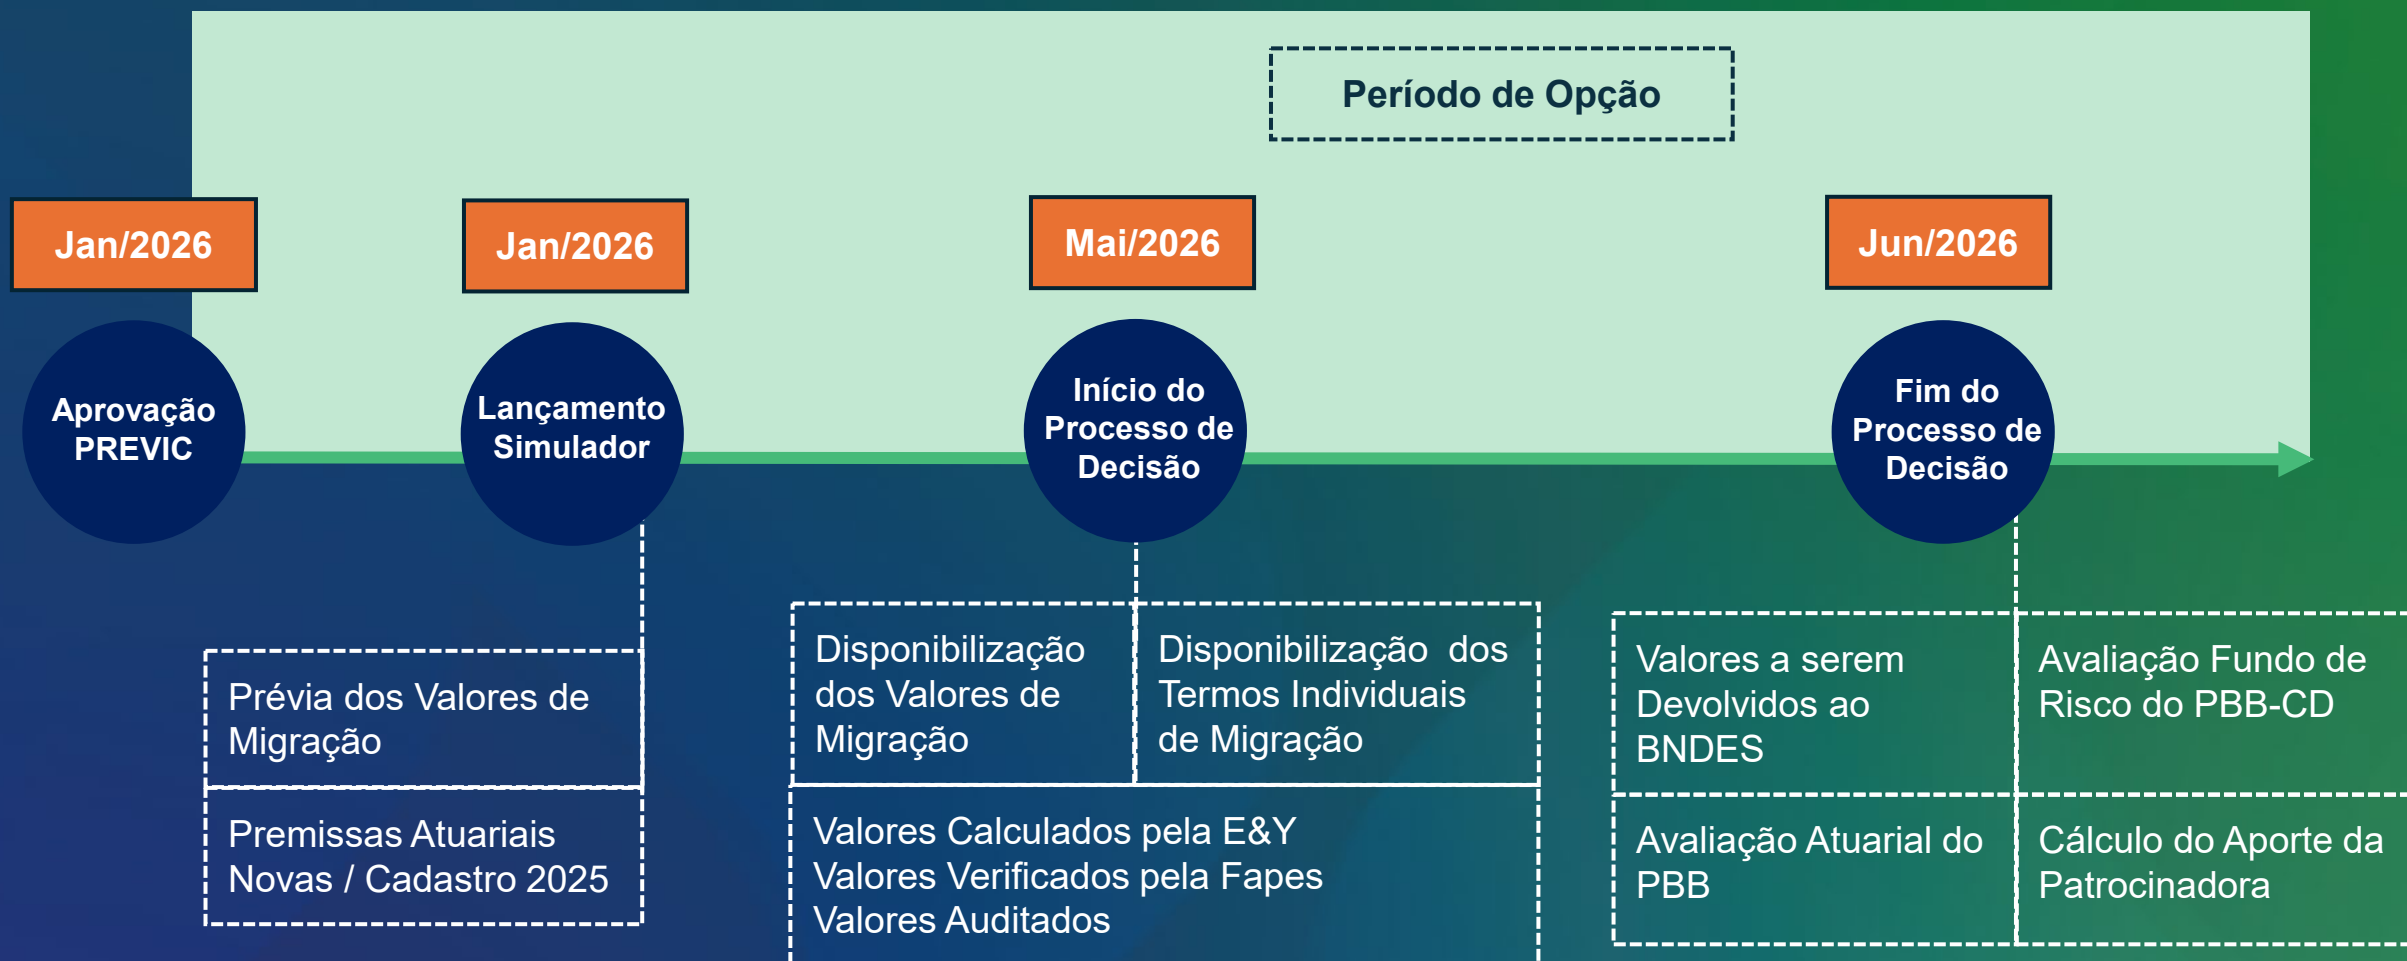 Período de Opção
Jan/2026
Jan/2026
Mai/2026
Jun/2026
Aprovação
PREVIC
Lançamento
Simulador
Início do
Processo de
Decisão
Fim do
Processo de
Decisão
Prévia dos Valores de
Migração
Premissas Atuariais
Novas / Cadastro 2025
Disponibilização
dos Valores de
Migração
Disponibilização  dos
Termos Individuais
de Migração
Valores Calculados pela E&Y
Valores Verificados pela Fapes
Valores Auditados
Valores a serem
Devolvidos ao
BNDES
Avaliação Fundo de
Risco do PBB-CD
Avaliação Atuarial do
PBB
Cálculo do Aporte da
Patrocinadora